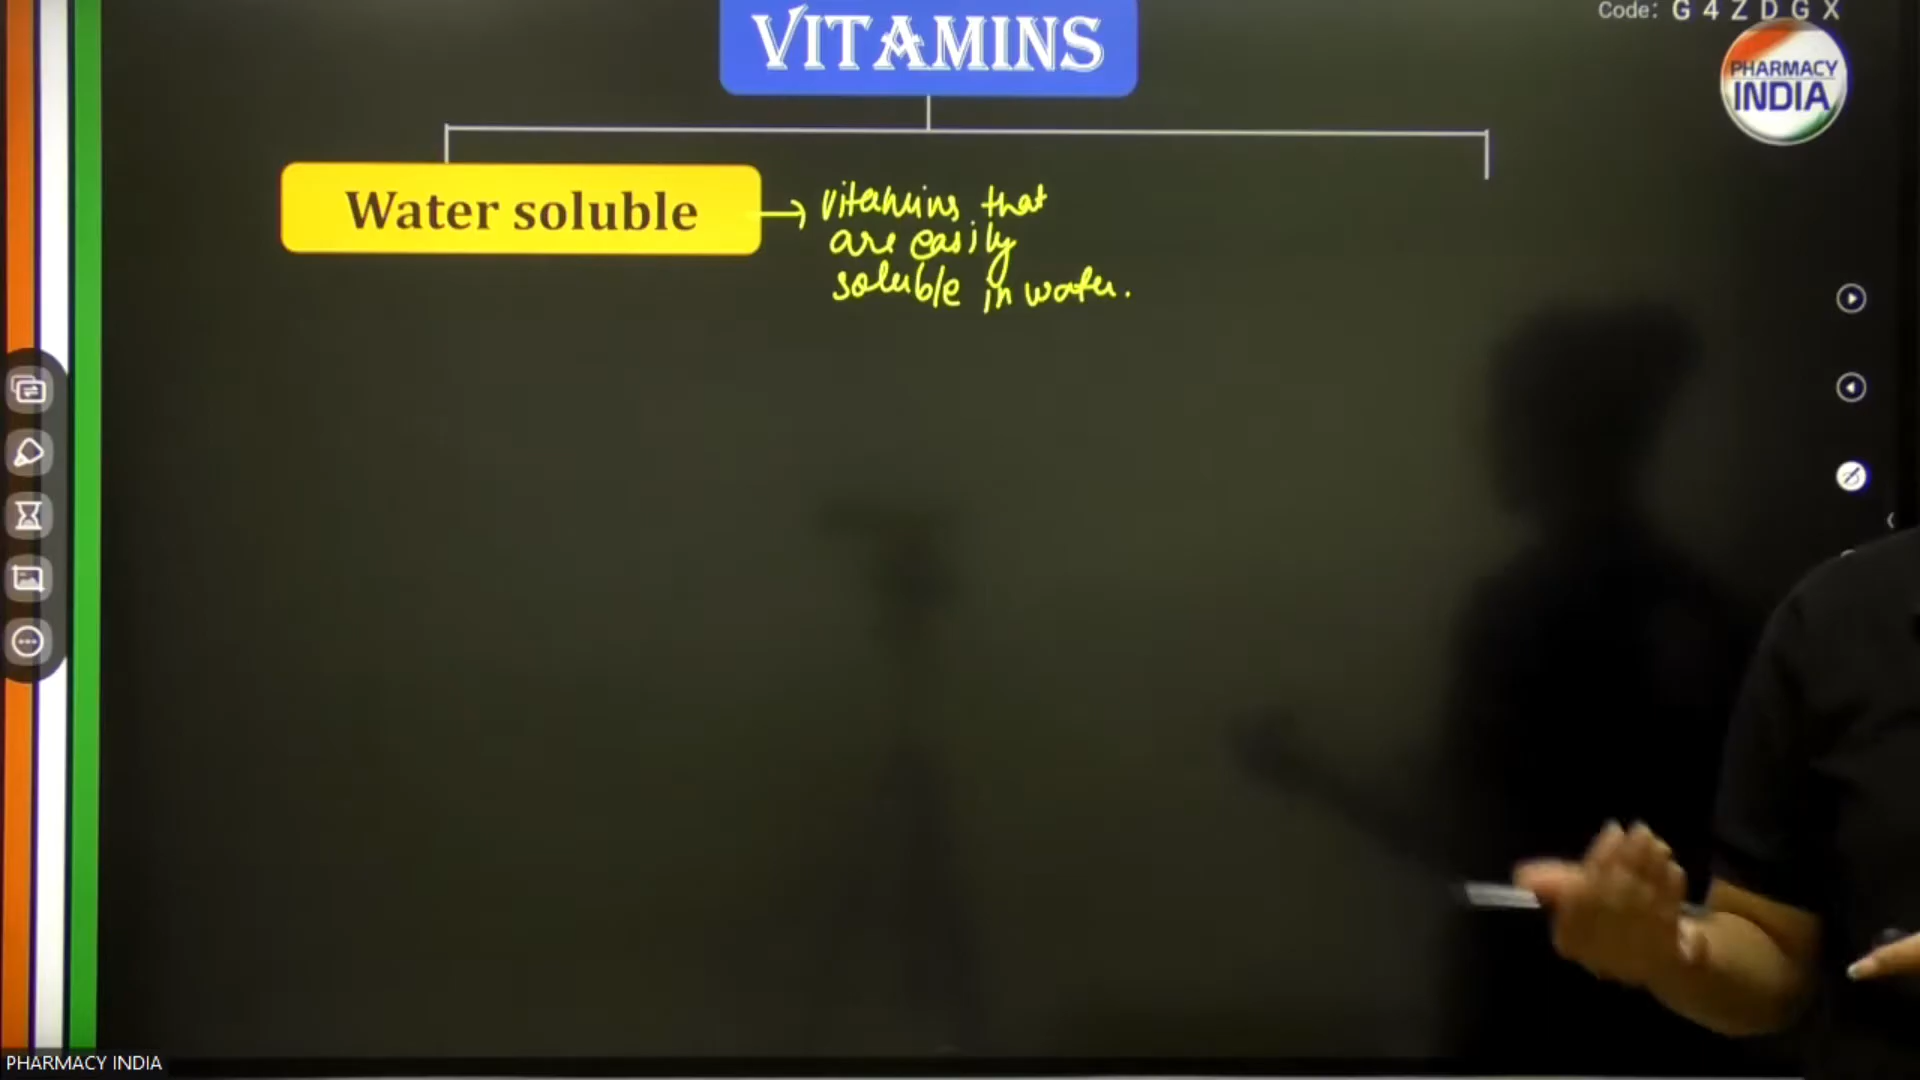 Code: G 4 Z D G X
VITAMINS
PHARMACY
INDIA
Water soluble
vitamins that
are easily
soluble in water.
PHARMACY INDIA